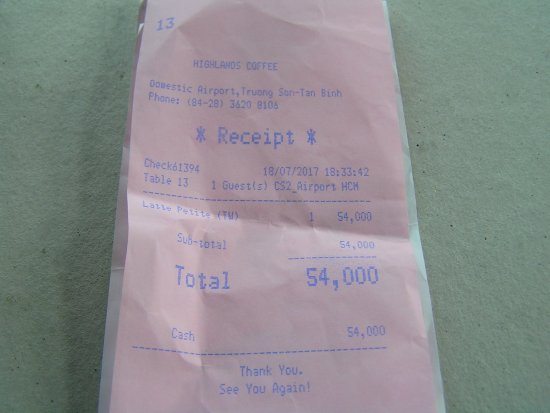 13
HIGHLANDS COFFEE
Domestic Airport,Truong Son-Tan Binh
Phone: (84-28) 3620 8106
* Receipt *
Check61394 18/07/2017 18:33:42
Table 13 1 Guest(s) CS2_Airport HCM
Latte Petite (TW) 1 54,000
Sub-total 54,000
Total 54,000
Cash 54,000
Thank You.
See You Again!